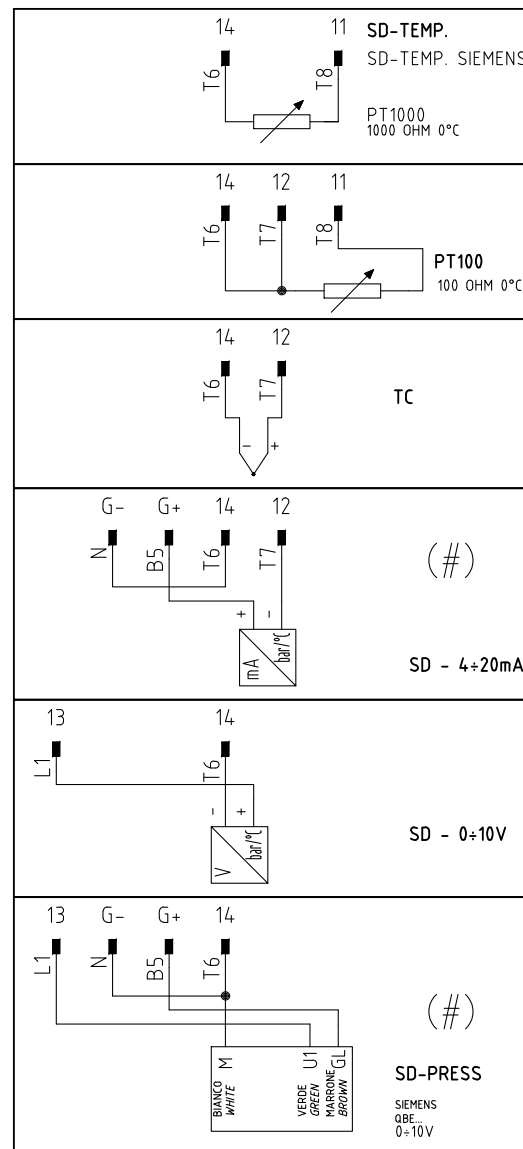 14 11 SD-TEMP.
T6 T8 SD-TEMP. SIEMENS
PT1000
1000 OHM 0°C
14 12 11
T6 T7 T8
PT100
100 OHM 0°C
14 12
T6 T7
TC
- +
G- G+ 14 12
N B5 T6 T7
(#)
+ -
mA bar/°C
SD - 4÷20mA
13 14
L1 T6
- +
V bar/°C
SD - 0÷10V
13 G- G+ 14
L1 N B5 T6
(#)
M U1 GL
BIANCO
WHITE
VERDE
GREEN
MARRONE
BROWN
SD-PRESS
SIEMENS
QBE...
0÷10V